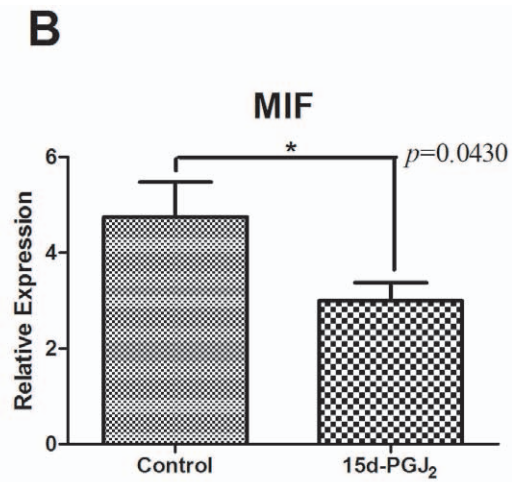 B
MIF
*
p=0.0430
6
4
2
0
Relative Expression
Control
15d-PGJ₂